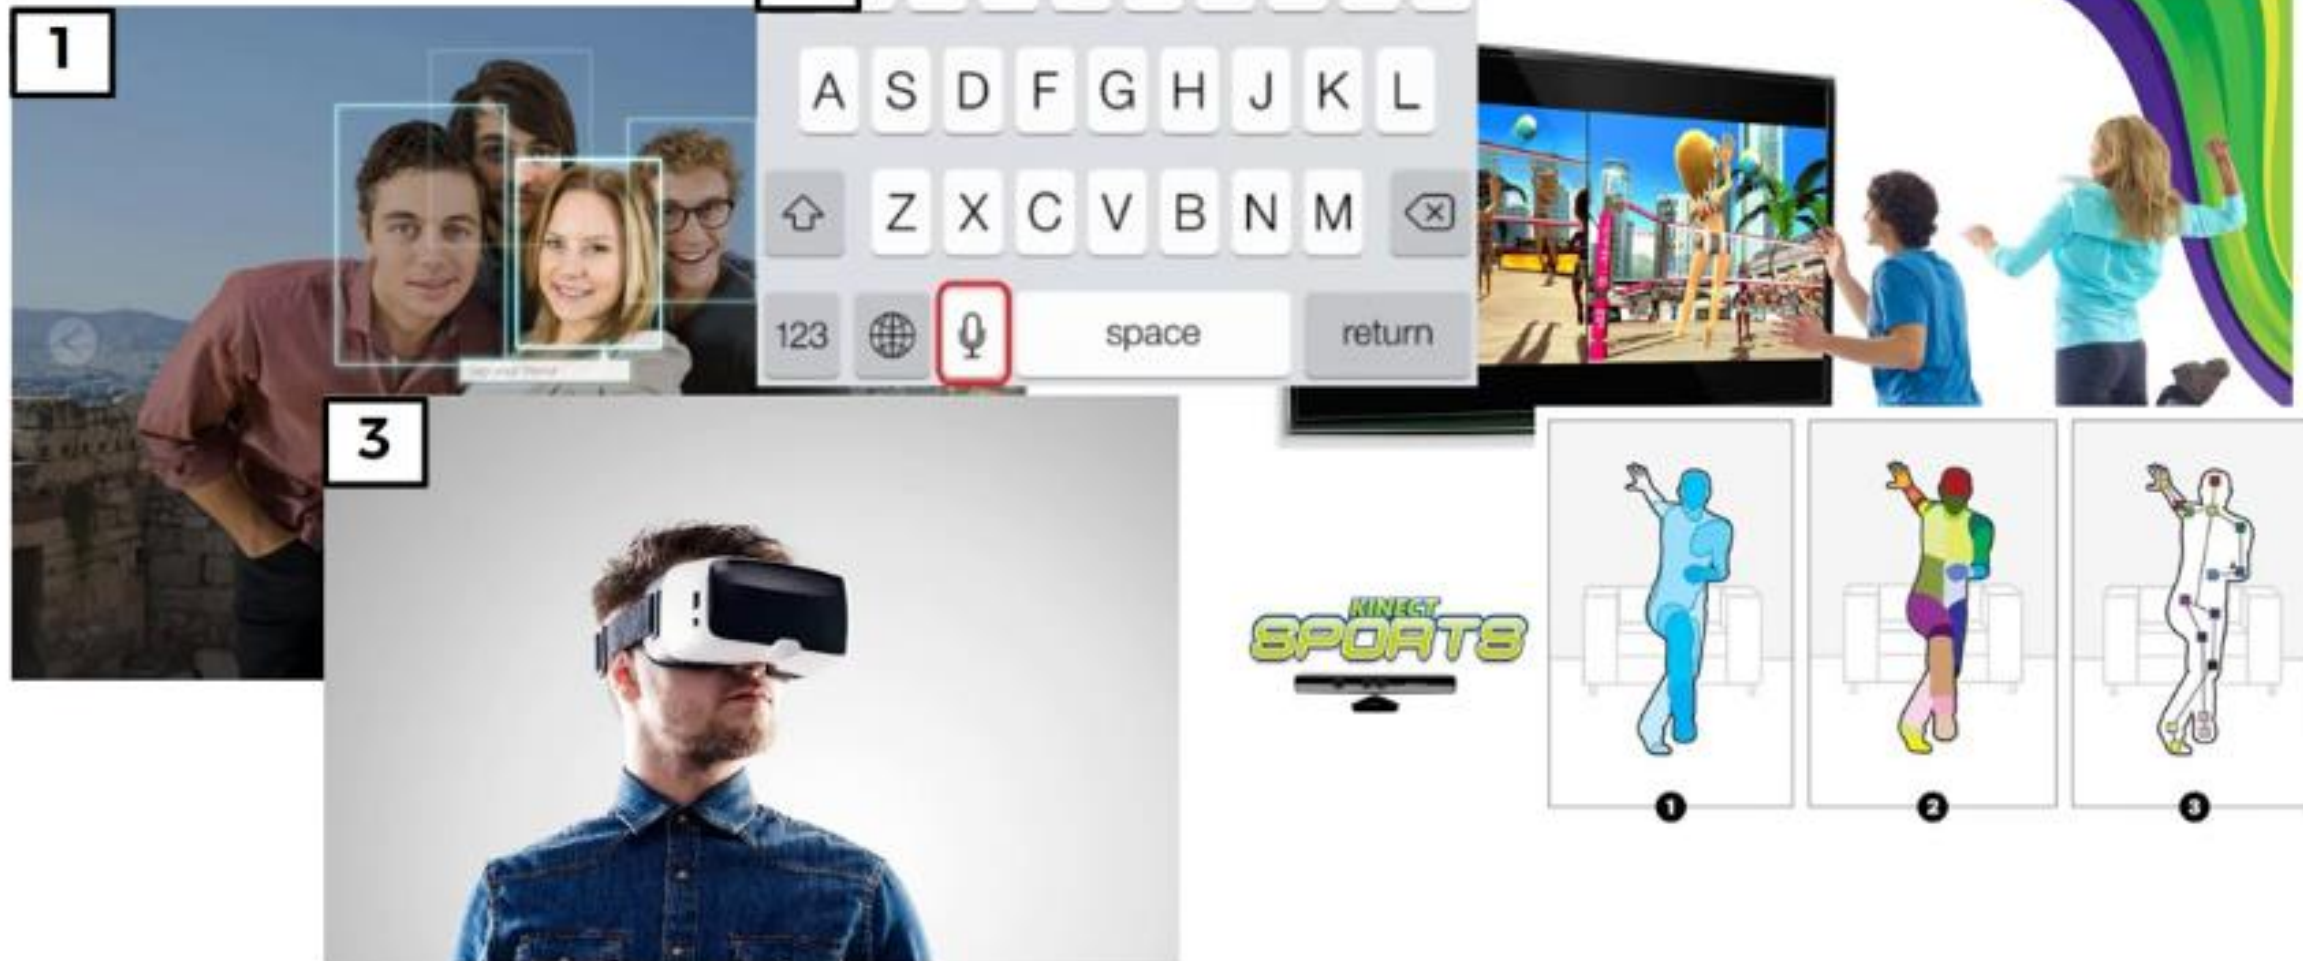 1
A S D F G H J K L
Z X C V B N M
123 space return
3
KINECT
SPORTS
1 2 3